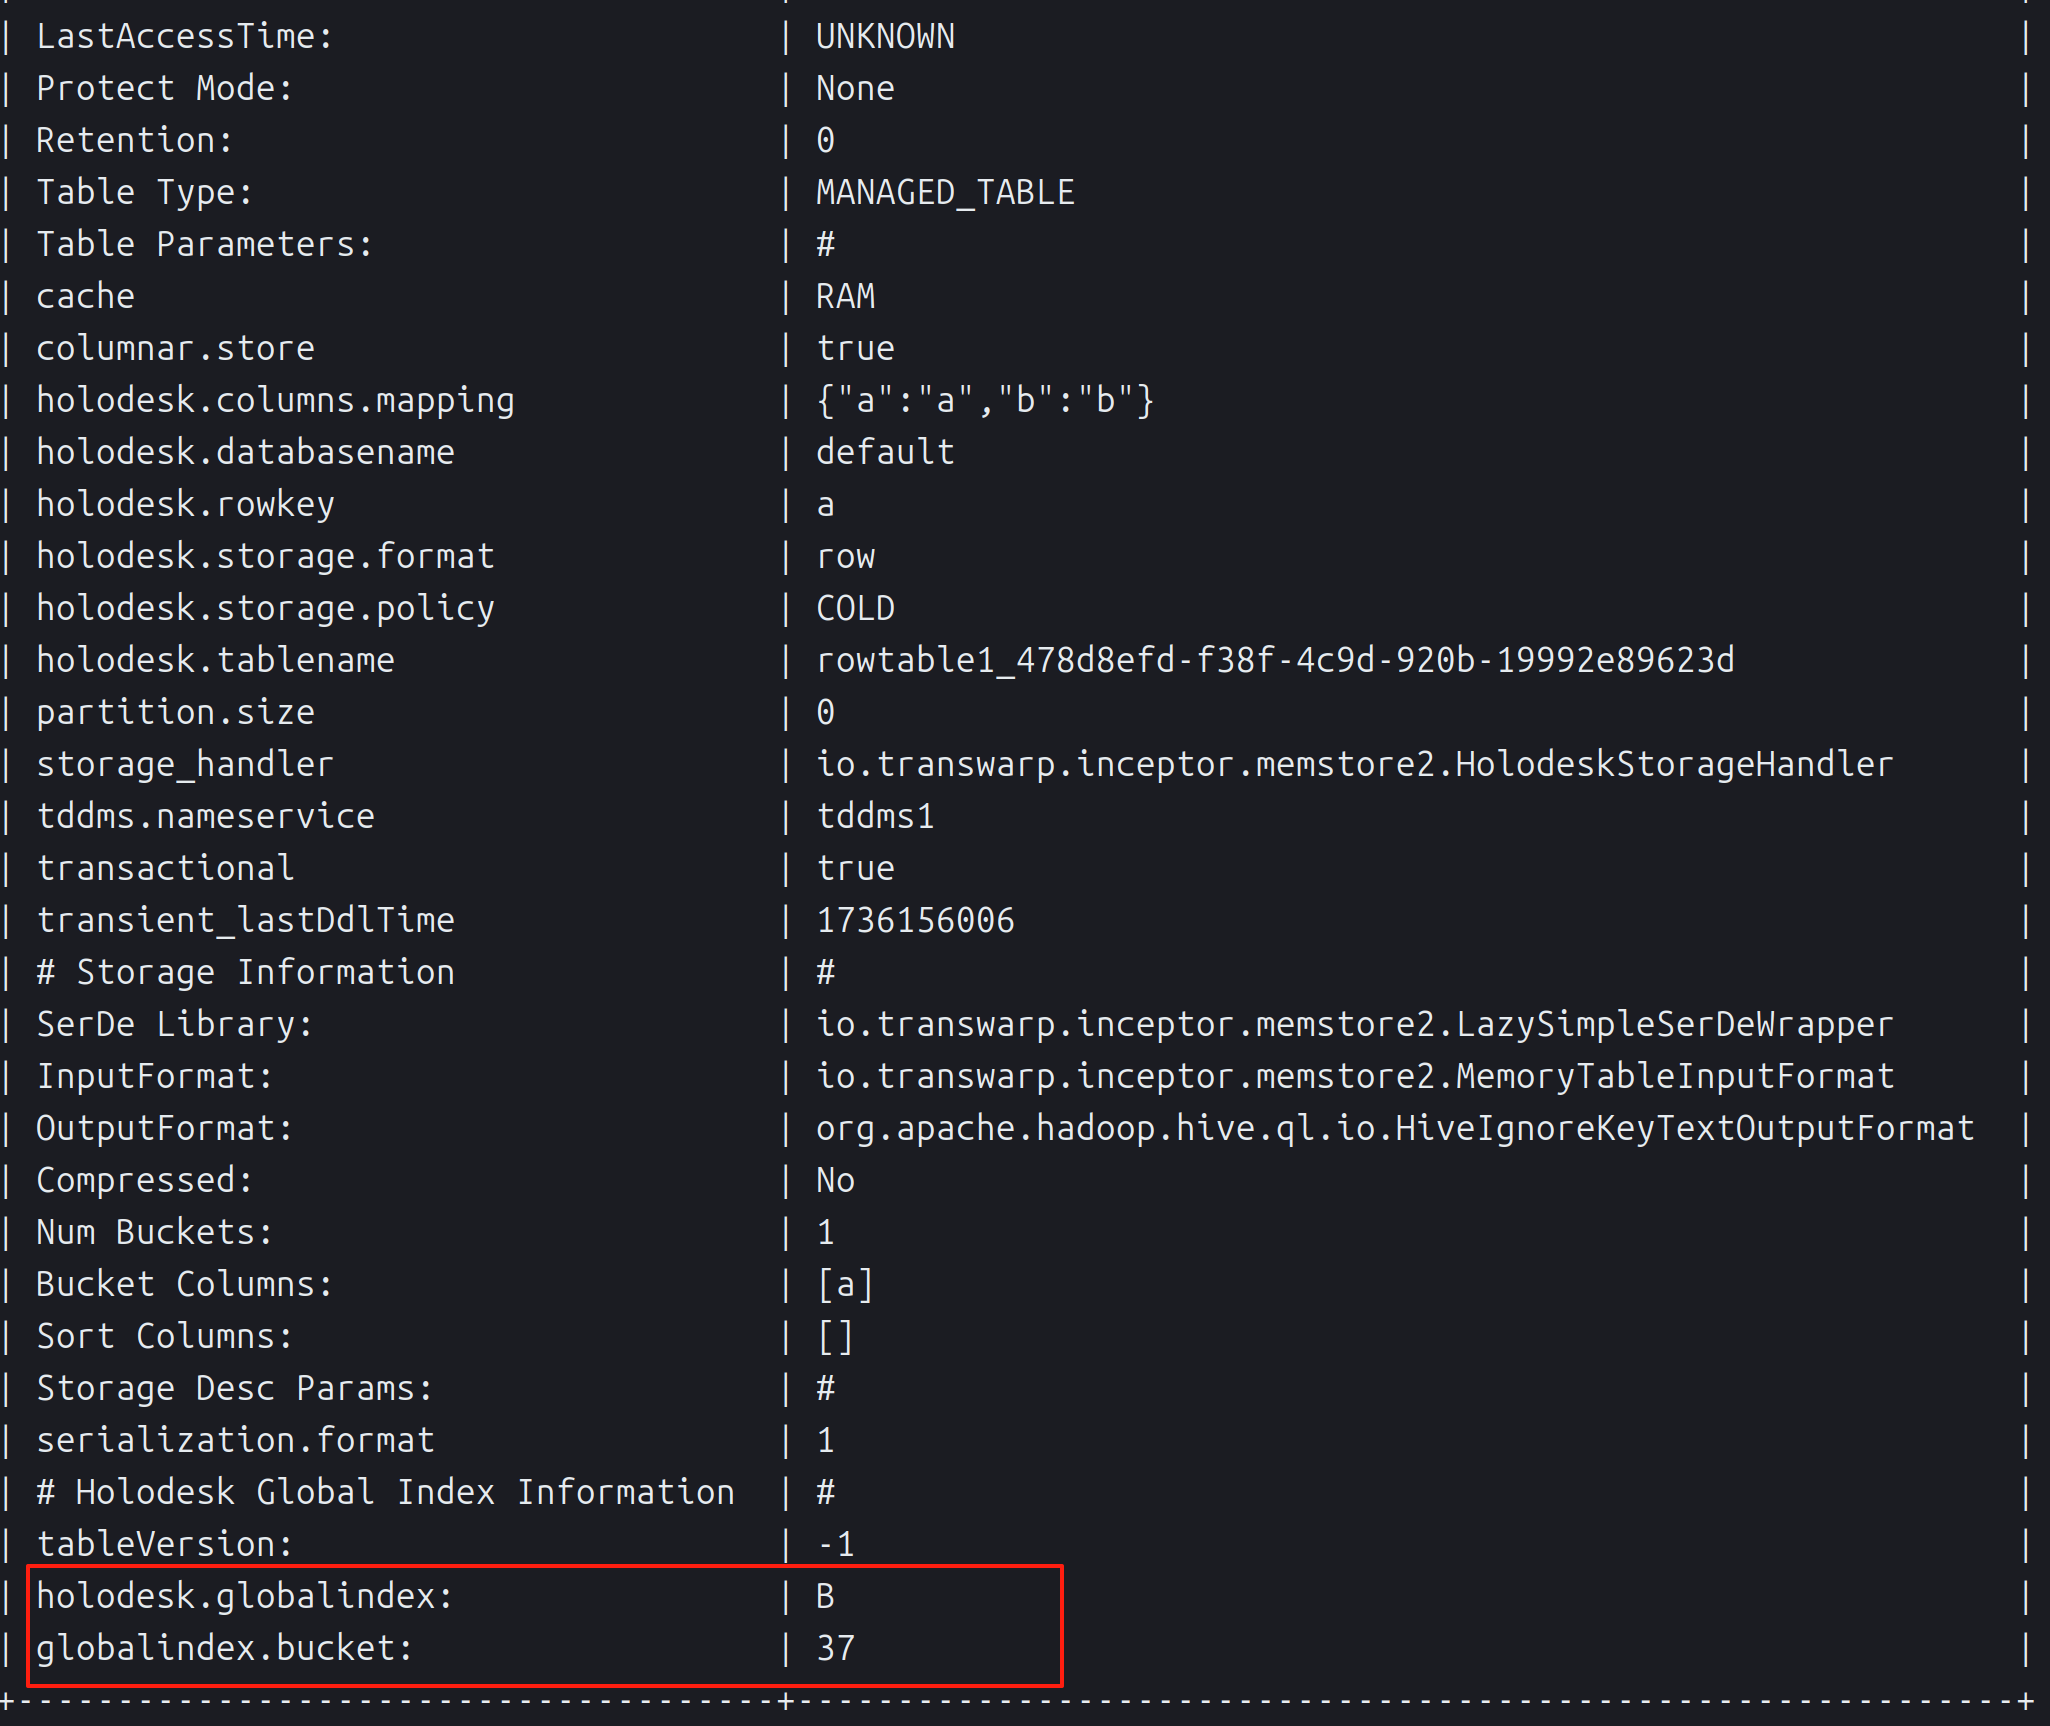 | LastAccessTime: | UNKNOWN |
| Protect Mode: | None |
| Retention: | 0 |
| Table Type: | MANAGED_TABLE |
| Table Parameters: | # |
| cache | RAM |
| columnar.store | true |
| holodesk.columns.mapping | {"a":"a","b":"b"} |
| holodesk.databasename | default |
| holodesk.rowkey | a |
| holodesk.storage.format | row |
| holodesk.storage.policy | COLD |
| holodesk.tablename | rowtable1_478d8efd-f38f-4c9d-920b-19992e89623d |
| partition.size | 0 |
| storage_handler | io.transwarp.inceptor.memstore2.HolodeskStorageHandler |
| tddms.nameservice | tddms1 |
| transactional | true |
| transient_lastDdlTime | 1736156006 |
| # Storage Information | # |
| SerDe Library: | io.transwarp.inceptor.memstore2.LazySimpleSerDeWrapper |
| InputFormat: | io.transwarp.inceptor.memstore2.MemoryTableInputFormat |
| OutputFormat: | org.apache.hadoop.hive.ql.io.HiveIgnoreKeyTextOutputFormat |
| Compressed: | No |
| Num Buckets: | 1 |
| Bucket Columns: | [a] |
| Sort Columns: | [] |
| Storage Desc Params: | # |
| serialization.format | 1 |
| # Holodesk Global Index Information | # |
| tableVersion: | -1 |
| holodesk.globalindex: | B |
| globalindex.bucket: | 37 |
+--------------------------------------+-------------------------------------------------------------+